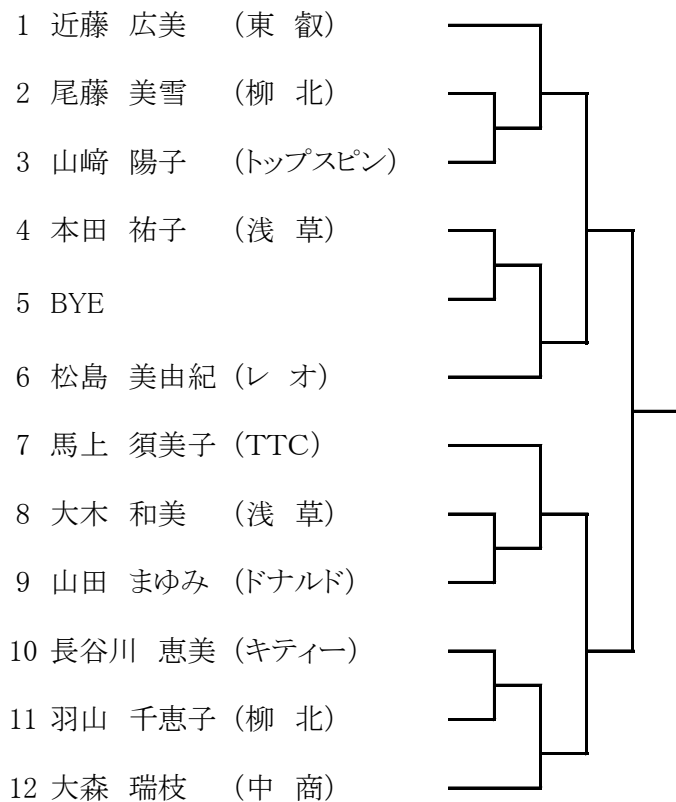 1 近藤 広美 (東 叡)
2 尾藤 美雪 (柳 北)
3 山﨑 陽子 (トップスピン)
4 本田 祐子 (浅 草)
5 BYE
6 松島 美由紀 (レ オ)
7 馬上 須美子 (TTC)
8 大木 和美 (浅 草)
9 山田 まゆみ (ドナルド)
10 長谷川 恵美 (キティー)
11 羽山 千恵子 (柳 北)
12 大森 瑞枝 (中 商)